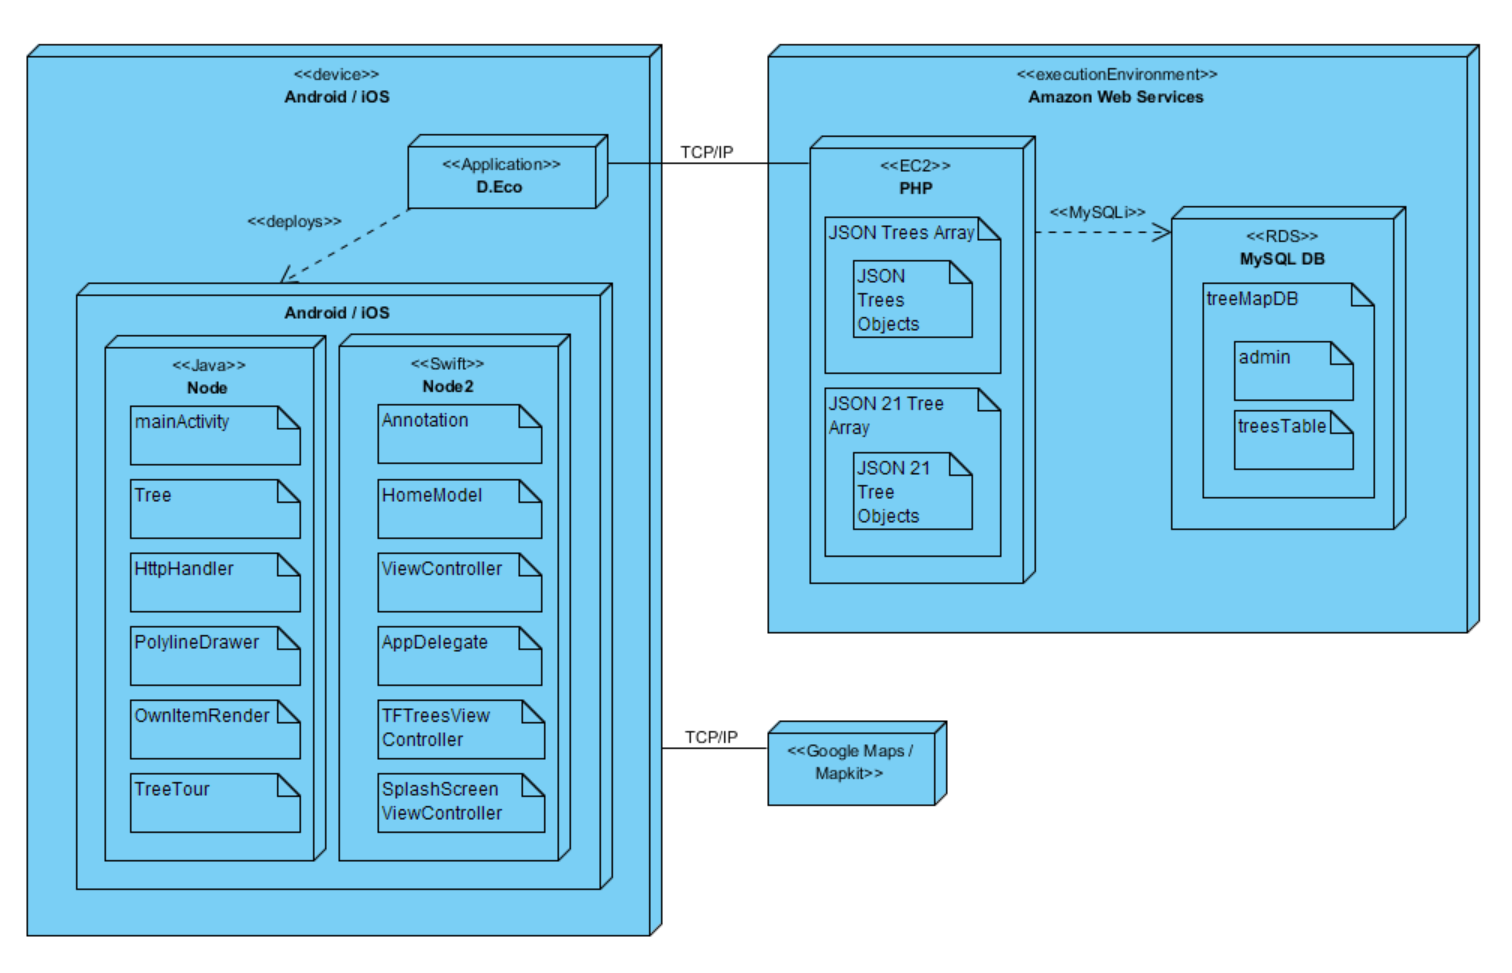 <<device>>
Android / iOS
<<Application>>
D.Eco
<<deploys>>
Android / iOS
<<Java>>
Node
mainActivity
Tree
HttpHandler
PolylineDrawer
OwnItemRender
TreeTour
<<Swift>>
Node2
Annotation
HomeModel
ViewController
AppDelegate
TFTreesView
Controller
SplashScreen
ViewController
TCP/IP
<<executionEnvironment>>
Amazon Web Services
<<EC2>>
PHP
JSON Trees Array
JSON
Trees
Objects
JSON 21 Tree
Array
JSON 21
Tree
Objects
<<MySQLi>>
<<RDS>>
MySQL DB
treeMapDB
admin
treesTable
TCP/IP
<<Google Maps /
Mapkit>>